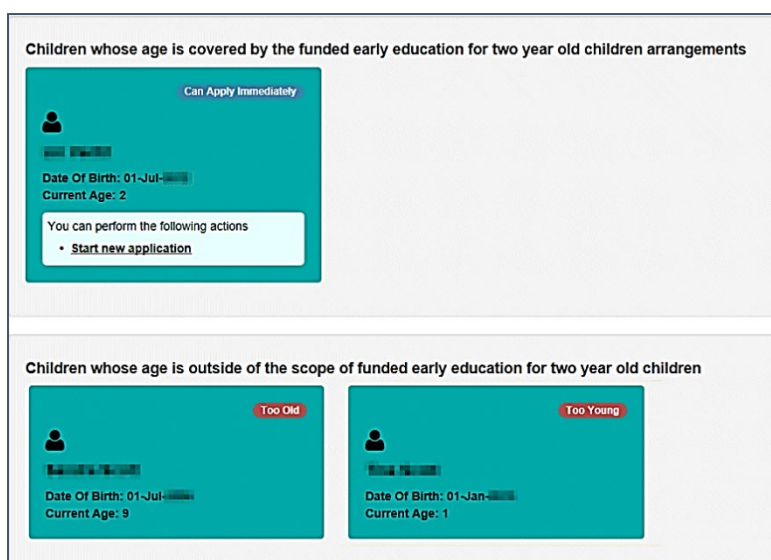 Children whose age is covered by the funded early education for two year old children arrangements
Can Apply Immediately
Date Of Birth: 01-Jul-
Current Age: 2
You can perform the following actions
• Start new application
Children whose age is outside of the scope of funded early education for two year old children
Too Old
Date Of Birth: 01-Jul-
Current Age: 9
Too Young
Date Of Birth: 01-Jan-
Current Age: 1